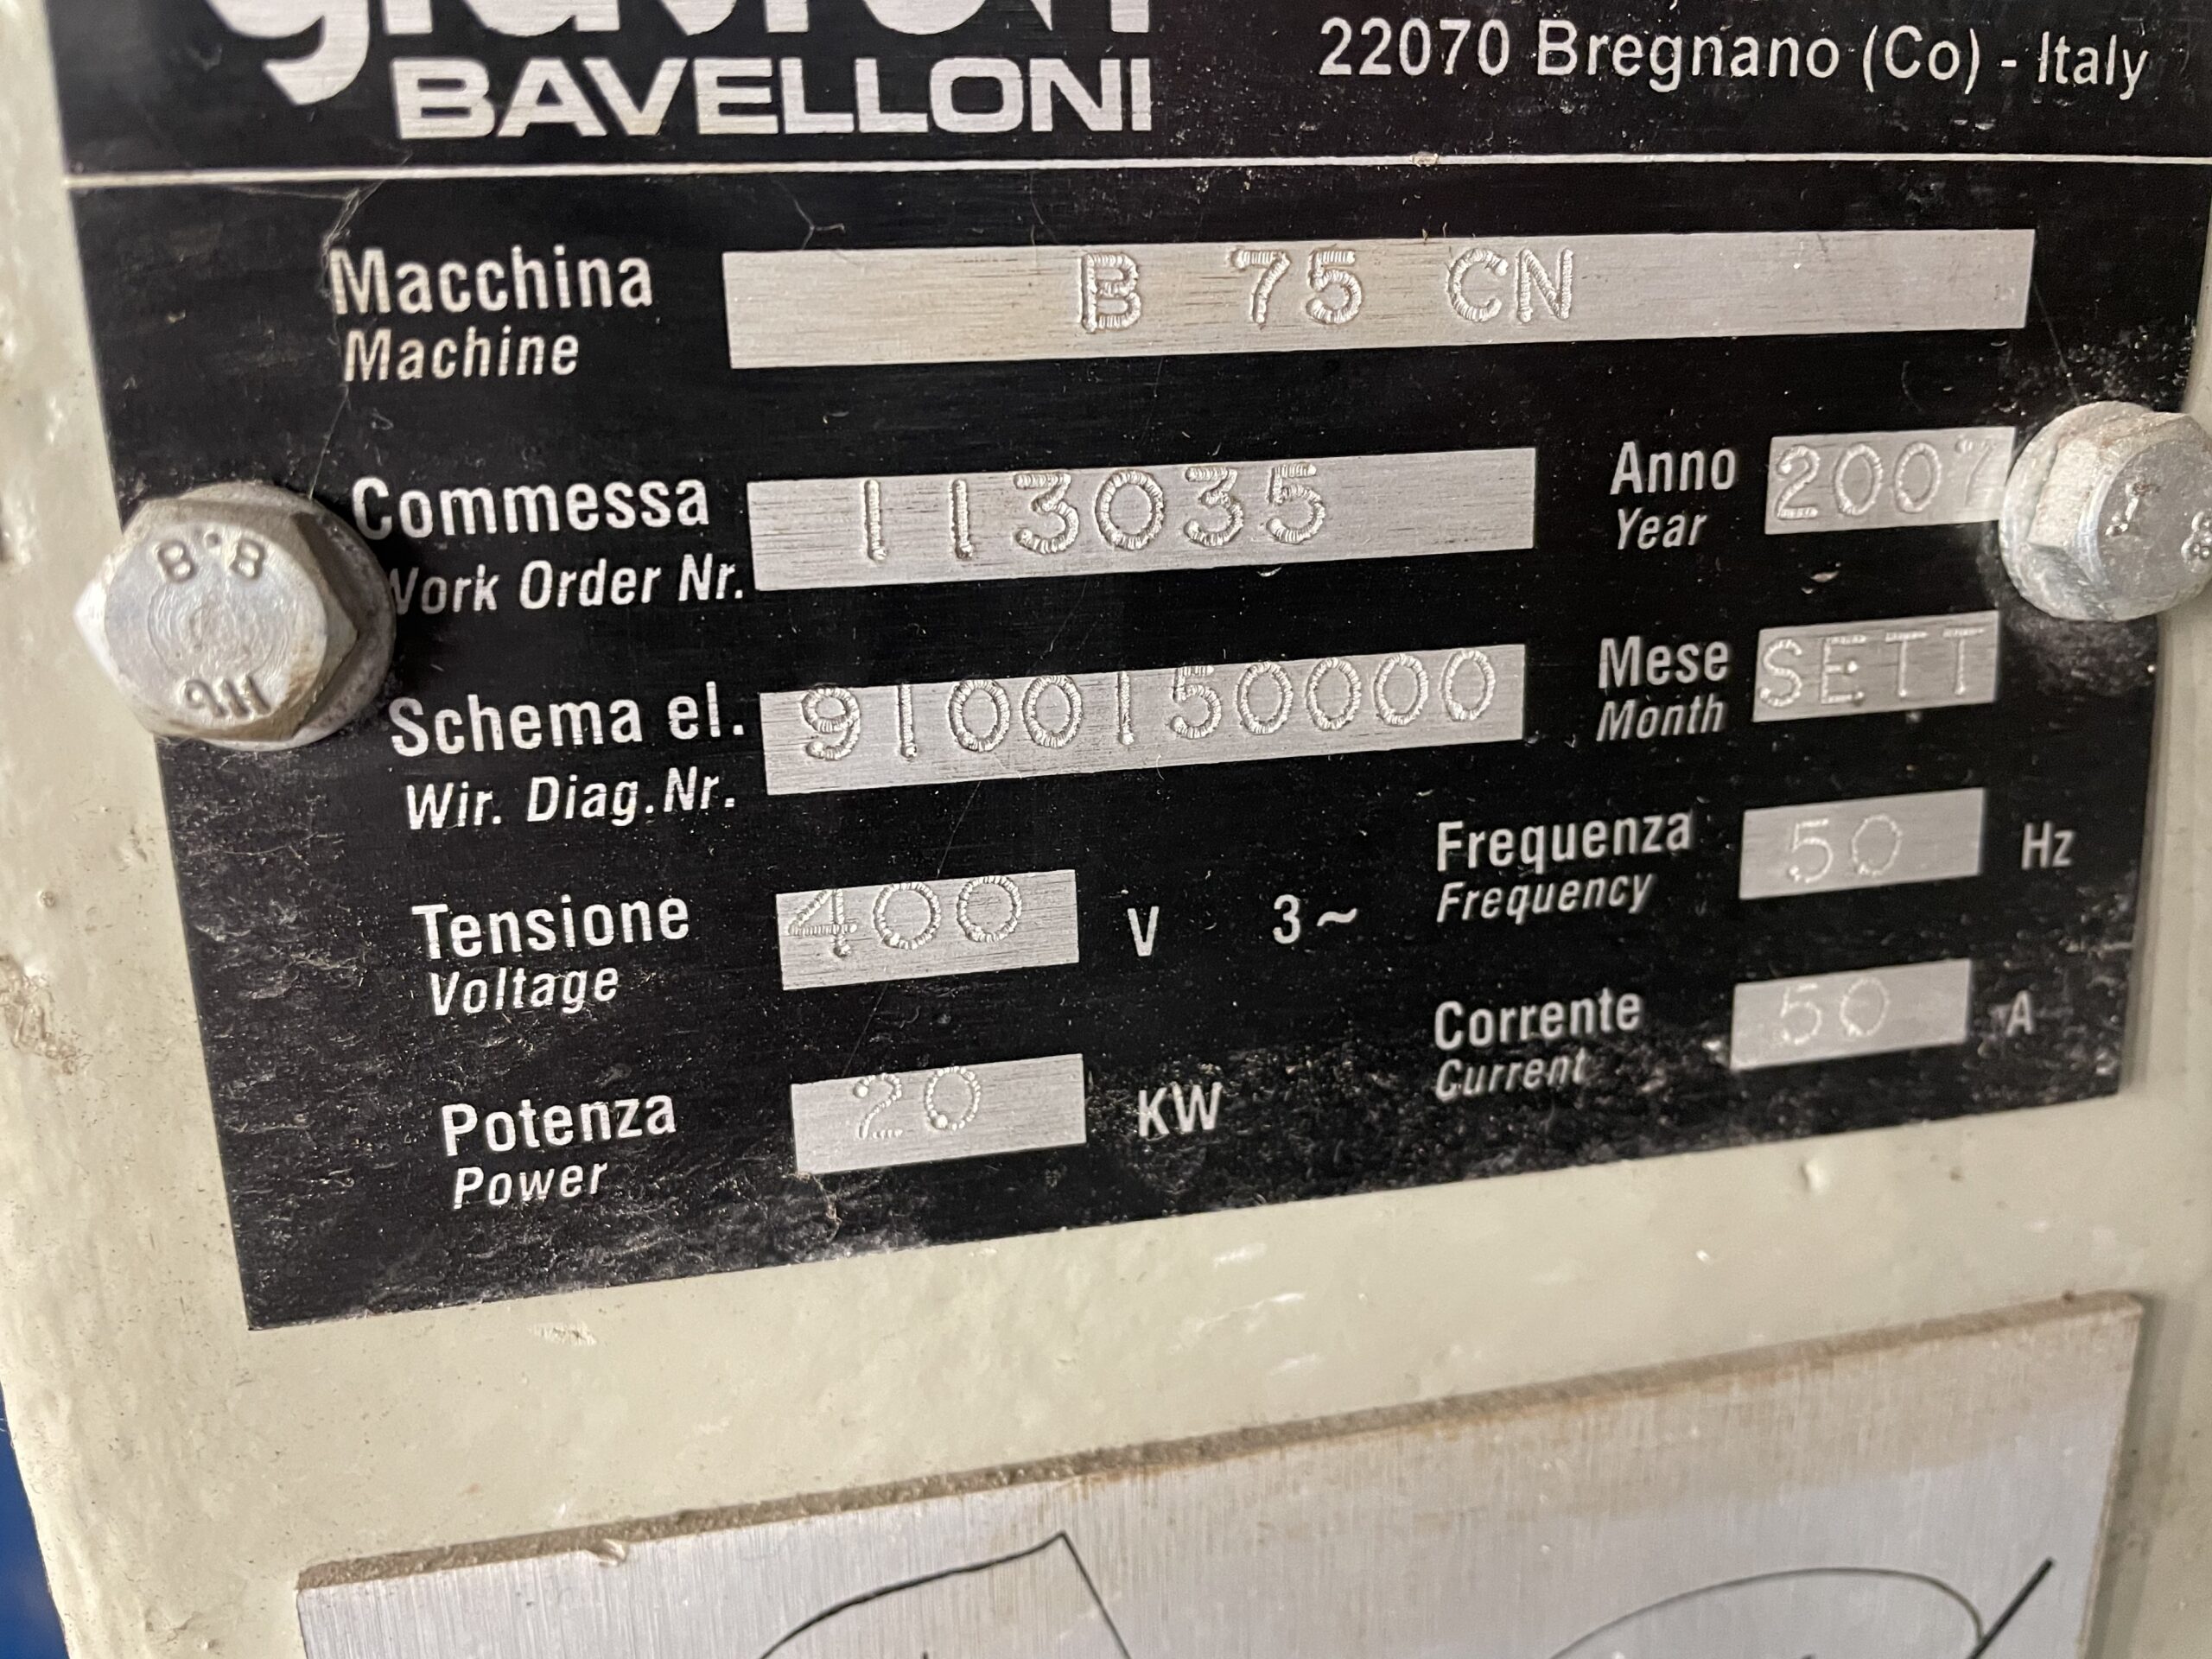 BAVELLONI
22070 Bregnano (Co) - Italy
Macchina B 75 CN
Machine
Commessa 113035 Anno 2007
Work Order Nr. Year
Schema el. 9100150000 Mese SETT
Wir. Diag.Nr. Month
Tensione 400 V 3~ Frequenza 50 Hz
Voltage Frequency
Potenza 20 KW Corrente 50 A
Power Current
B.B